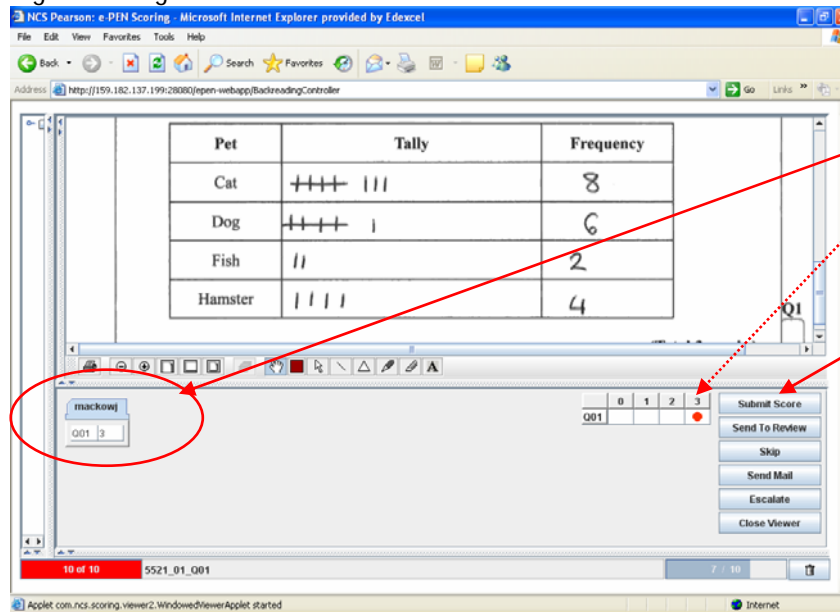 NCS Pearson: e-PEN Scoring - Microsoft Internet Explorer provided by Edexcel
File Edit View Favorites Tools Help
Back Search Favorites
Address http://159.182.137.199:28080/epen-webapp/BackreadingController Go Links »
Pet Tally Frequency
Cat 8
Dog 6
Fish 2
Hamster 4
Q1
A
mackowj
Q01 3
0 1 2 3
Q01
Submit Score
Send To Review
Skip
Send Mail
Escalate
Close Viewer
10 of 10 5521_01_Q01 7 / 10
Applet com.ncs.scoring.viewer2.WindowedViewerApplet started Internet